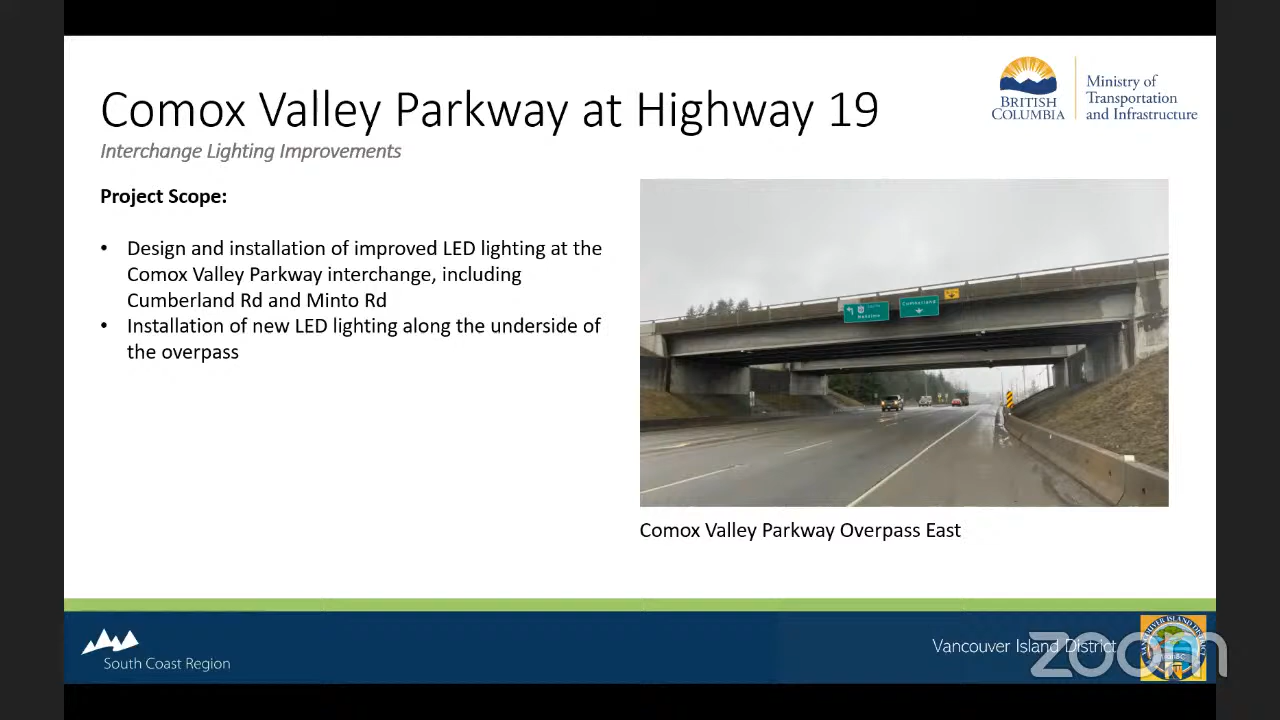 Comox Valley Parkway at Highway 19
Interchange Lighting Improvements
BRITISH
COLUMBIA
Ministry of
Transportation
and Infrastructure
Project Scope:
• Design and installation of improved LED lighting at the
Comox Valley Parkway interchange, including
Cumberland Rd and Minto Rd
• Installation of new LED lighting along the underside of
the overpass
Nanaimo
Cumberland
Comox Valley Parkway Overpass East
South Coast Region
Vancouver Island District
zoom